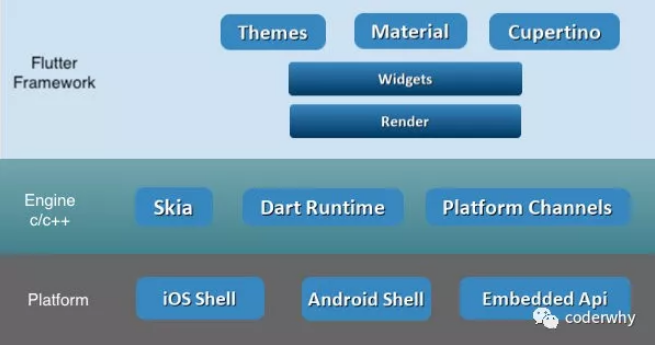 Themes
Material
Cupertino
Flutter
Framework
Widgets
Render
Engine
c/c++
Skia
Dart Runtime
Platform Channels
Platform
iOS Shell
Android Shell
Embedded Api
coderwhy